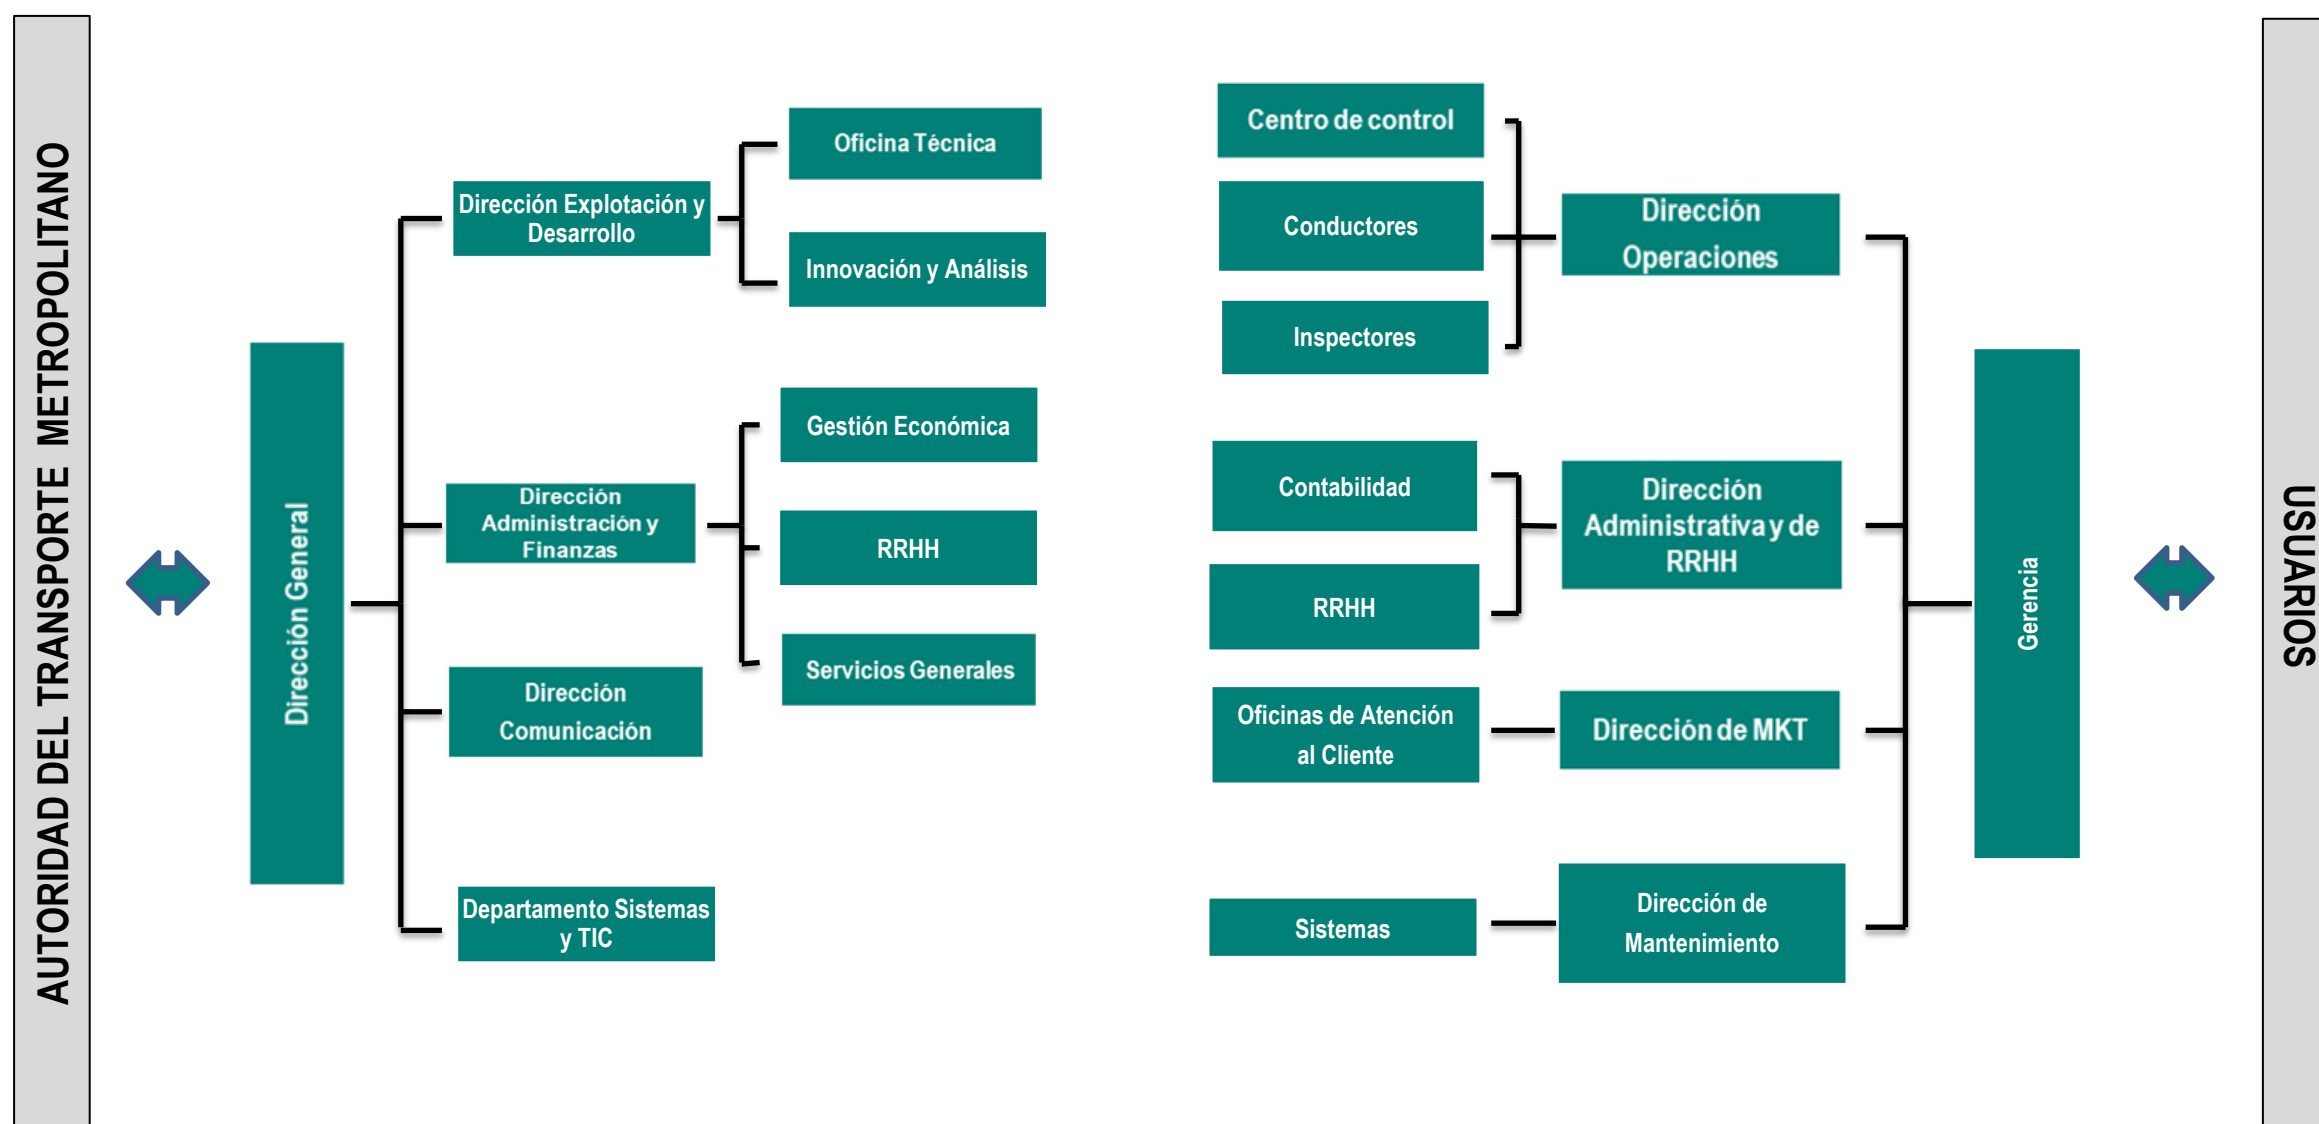 AUTORIDAD DEL TRANSPORTE METROPOLITANO
Dirección General
Dirección Explotación y
Desarrollo
Oficina Técnica
Innovación y Análisis
Dirección
Administración y
Finanzas
Gestión Económica
RRHH
Servicios Generales
Dirección
Comunicación
Departamento Sistemas
y TIC
Centro de control
Conductores
Inspectores
Dirección
Operaciones
Contabilidad
RRHH
Dirección
Administrativa y de
RRHH
Oficinas de Atención
al Cliente
Dirección de MKT
Sistemas
Dirección de
Mantenimiento
Gerencia
USUARIOS